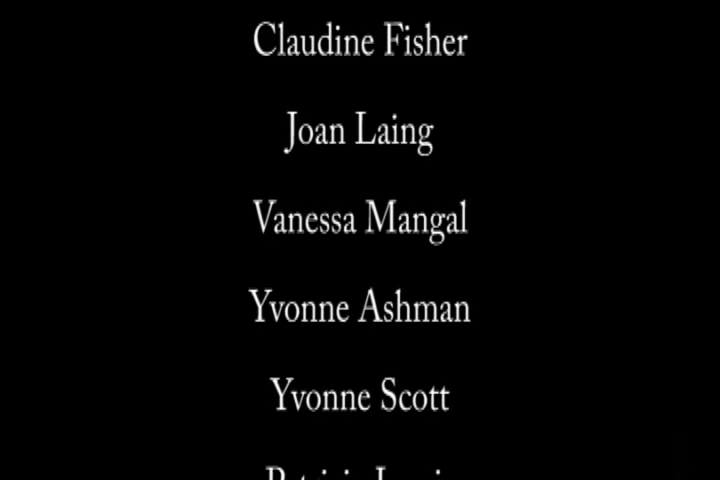 Claudine Fisher
Joan Laing
Vanessa Mangal
Yvonne Ashman
Yvonne Scott